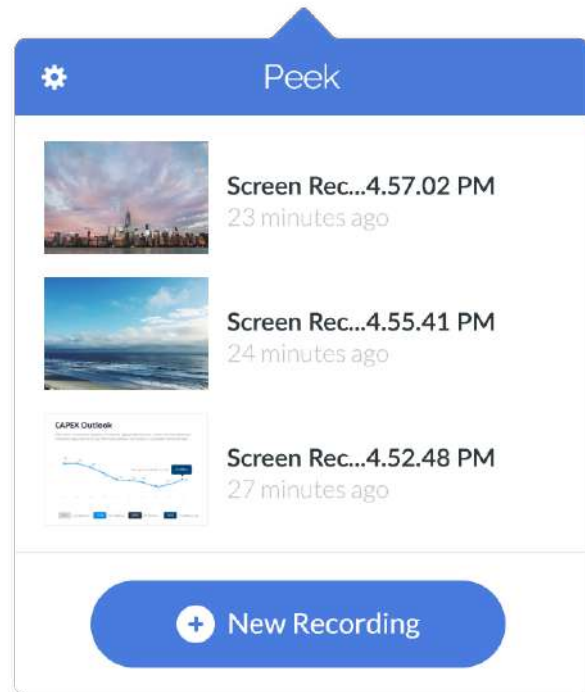 Peek
Screen Rec...4.57.02 PM
23 minutes ago
Screen Rec...4.55.41 PM
24 minutes ago
CAPEX Outlook
Screen Rec...4.52.48 PM
27 minutes ago
New Recording